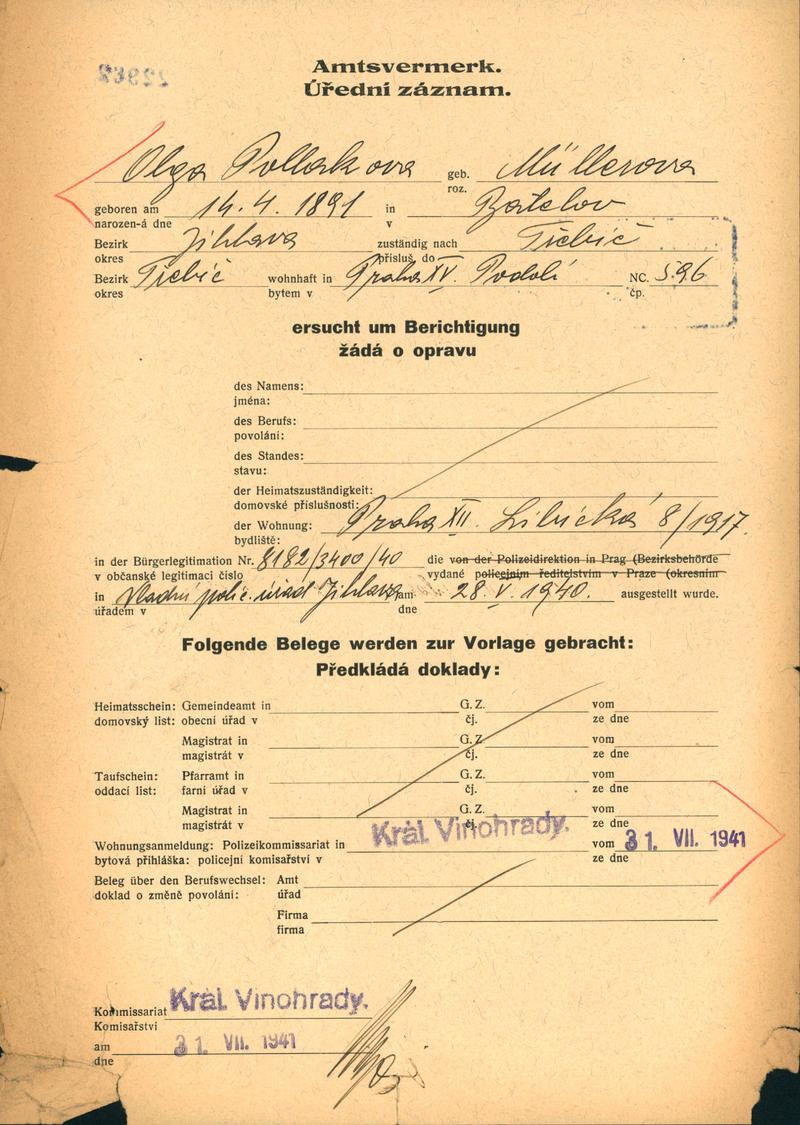 22962
Amtsvermerk.
Úřední záznam.
Olga Pollakova geb. Müllerova
roz.
geboren am 14.4.1891 in Batelov
narozen-á dne v
Bezirk Jihlava zuständig nach Třebíč
okres přísluš. do
Bezirk Třebíč wohnhaft in Praha XV. Podolí NC. 596
okres bytem v čp.
ersucht um Berichtigung
žádá o opravu
des Namens:
jména:
des Berufs:
povolání:
des Standes:
stavu:
der Heimatszuständigkeit:
domovské příslušnosti:
der Wohnung: Praha XII. Libická 8/1917.
bydliště:
in der Bürgerlegitimation Nr. 8182/3400/40 die von der Polizeidirektion in Prag (Bezirksbehörde
v občanské legitimaci číslo vydané policejním ředitelstvím v Praze (okresním
in Vladní polic. úřad Jihlava am 28. V. 1940. ausgestellt wurde.
úřadem v dne
Folgende Belege werden zur Vorlage gebracht:
Předkládá doklady:
Heimatsschein: Gemeindeamt in G. Z. vom
domovský list: obecní úřad v čj. ze dne
Magistrat in G. Z. vom
magistrát v čj. ze dne
Taufschein: Pfarramt in G. Z. vom
oddací list: farní úřad v čj. ze dne
Magistrat in G. Z. vom
magistrát v čj. ze dne
Wohnungsanmeldung: Polizeikommissariat in Král. Vinohrady. vom 31. VII. 1941
bytová přihláška: policejní komisařství v ze dne
Beleg über den Berufswechsel: Amt
doklad o změně povolání: úřad
Firma
firma
Kommissariat Král. Vinohrady.
Komisařství
am 31. VII. 1941
dne